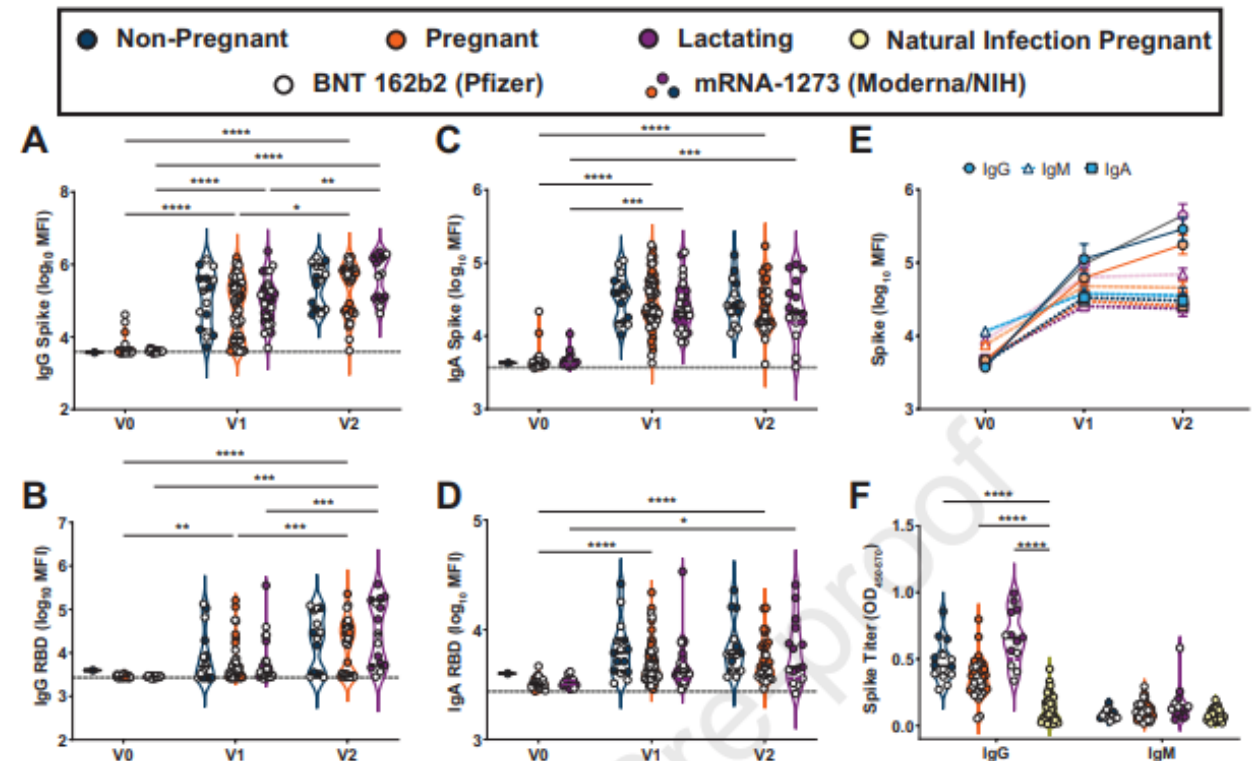 Non-Pregnant Pregnant Lactating Natural Infection Pregnant
BNT 162b2 (Pfizer) mRNA-1273 (Moderna/NIH)
A
****
****
**** **
**** *
IgG Spike (log₁₀ MFI)
8
6
4
2
V0 V1 V2
C
****
***
****
***
IgA Spike (log₁₀ MFI)
6
5
4
3
V0 V1 V2
E
IgG IgM IgA
Spike (log₁₀ MFI)
6
5
4
3
V0 V1 V2
B
****
***
***
** ***
IgG RBD (log₁₀ MFI)
7
6
5
4
3
2
V0 V1 V2
D
****
*
****
IgA RBD (log₁₀ MFI)
5
4
3
V0 V1 V2
F
****
****
****
Spike Titer (OD₄₅₀₋₅₇₀)
1.5
1.0
0.5
0.0
IgG IgM
re-proof